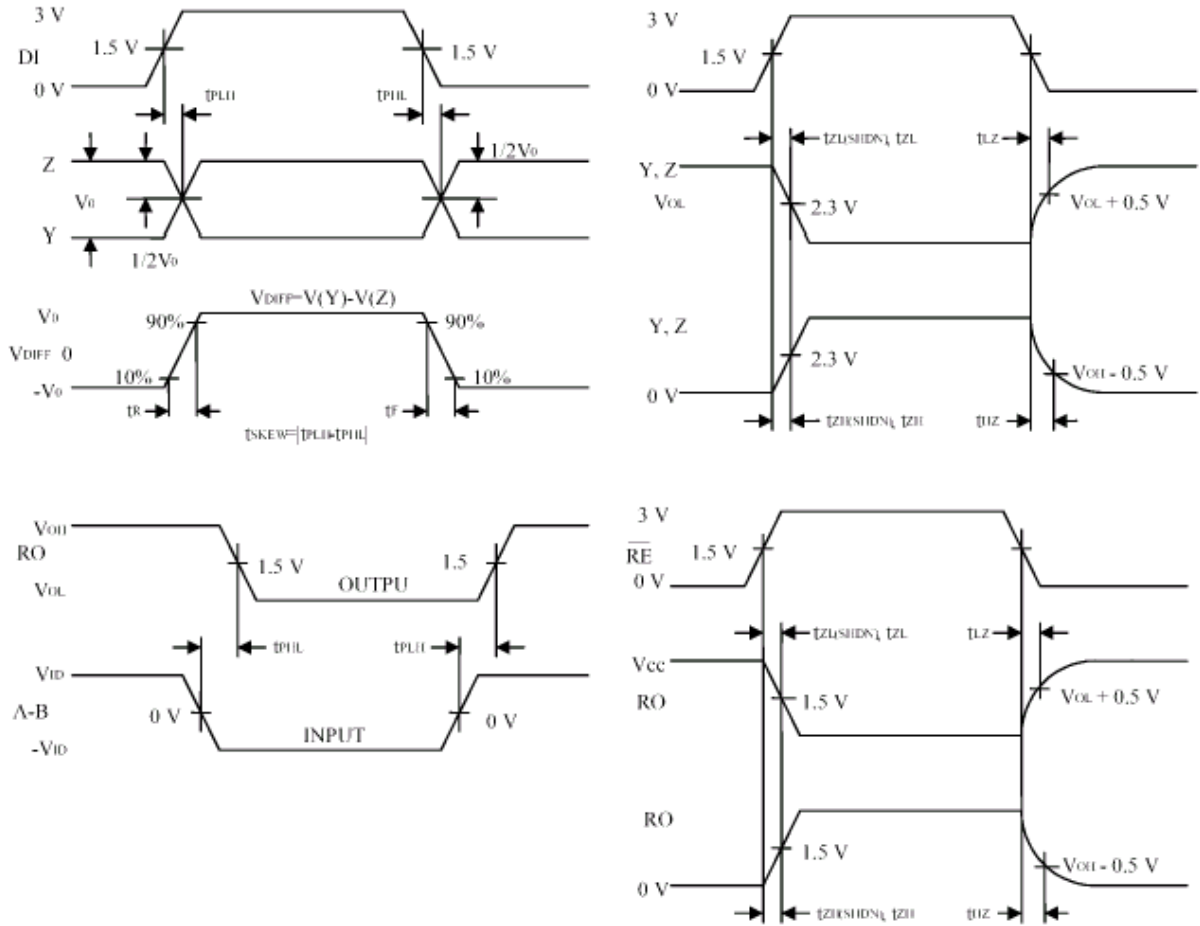 3 V
DI
1.5 V
1.5 V
0 V
tPLH
tPHL
Z
1/2V0
V0
Y
1/2V0
VDIFF=V(Y)-V(Z)
V0
90%
90%
VDIFF 0
10%
10%
-V0
tR
tF
tSKEW=|tPLH-tPHL|
3 V
1.5 V
0 V
tZL(SHDN), tZL
tLZ
Y, Z
VOL
2.3 V
VOL + 0.5 V
Y, Z
2.3 V
VOH - 0.5 V
0 V
tZH(SHDN), tZH
tHZ
VOH
RO
1.5 V
1.5
VOL
OUTPU
tPHL
tPLH
VID
A-B
0 V
0 V
INPUT
-VID
3 V
RE
1.5 V
0 V
tZL(SHDN), tZL
tLZ
Vcc
RO
1.5 V
VOL + 0.5 V
RO
1.5 V
VOH - 0.5 V
0 V
tZH(SHDN), tZH
tHZ